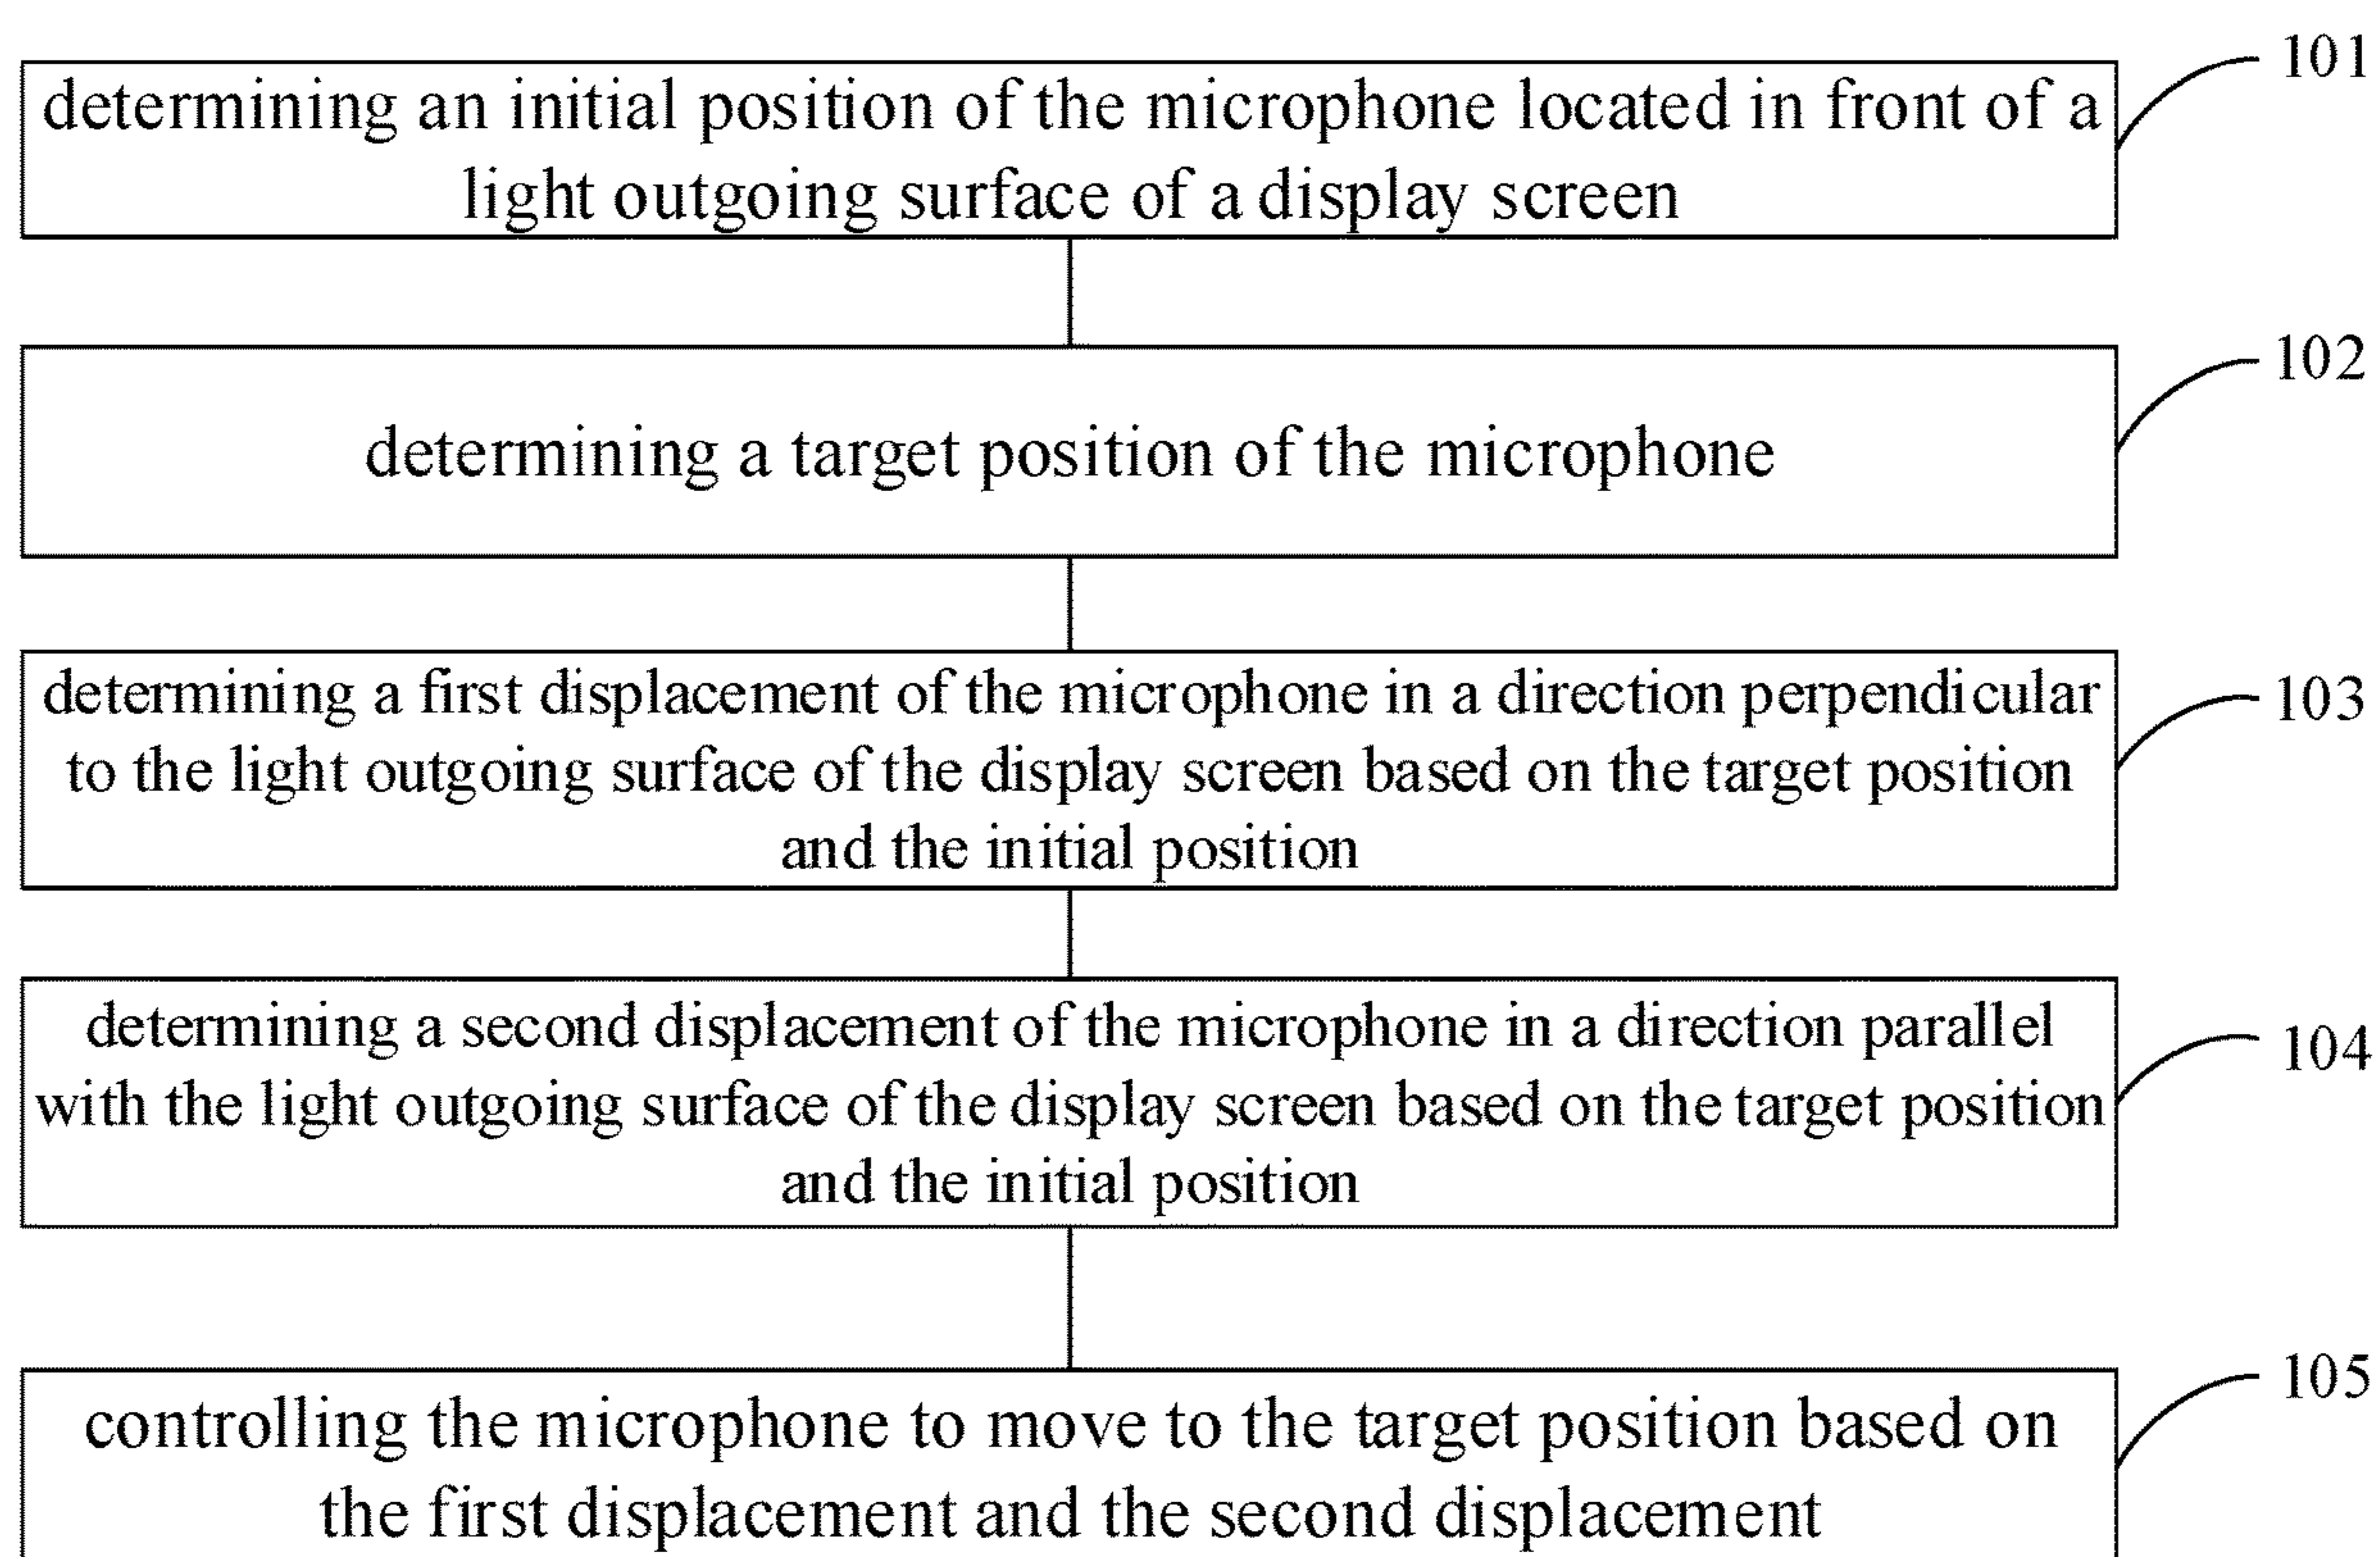 101
determining an initial position of the microphone located in front of a
light outgoing surface of a display screen
102
determining a target position of the microphone
103
determining a first displacement of the microphone in a direction perpendicular
to the light outgoing surface of the display screen based on the target position
and the initial position
104
determining a second displacement of the microphone in a direction parallel
with the light outgoing surface of the display screen based on the target position
and the initial position
105
controlling the microphone to move to the target position based on
the first displacement and the second displacement